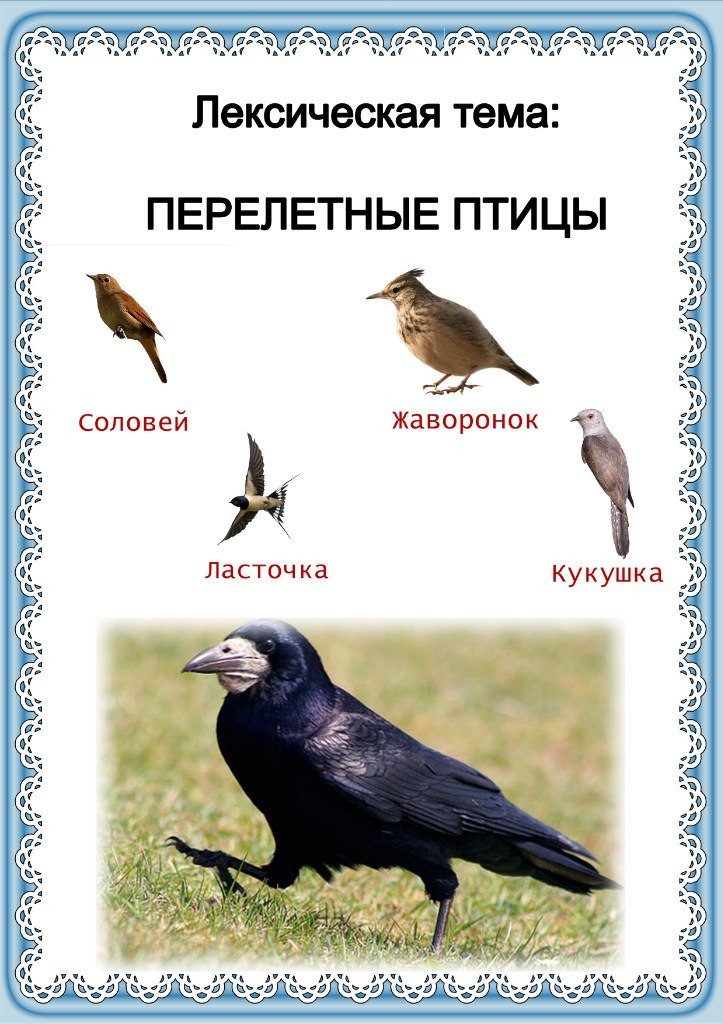 Лексическая тема:
ПЕРЕЛЕТНЫЕ ПТИЦЫ
Соловей
Жаворонок
Ласточка
Кукушка